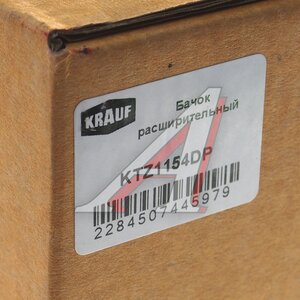 KRAUF
Бачок
расширительный
KTZ1154DP
2284507445979